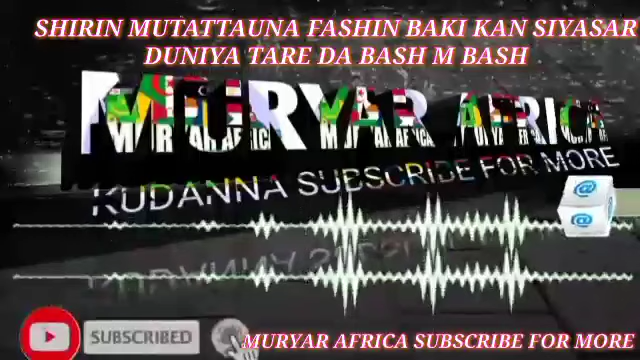 SHIRIN MUTATTAUNA FASHIN BAKI KAN SIYASAR
DUNIYA TARE DA BASH M BASH
MURYAR AFRICA
KUDANNA SUBSCRIBE FOR MORE
@
@
SUBSCRIBED
MURYAR AFRICA SUBSCRIBE FOR MORE